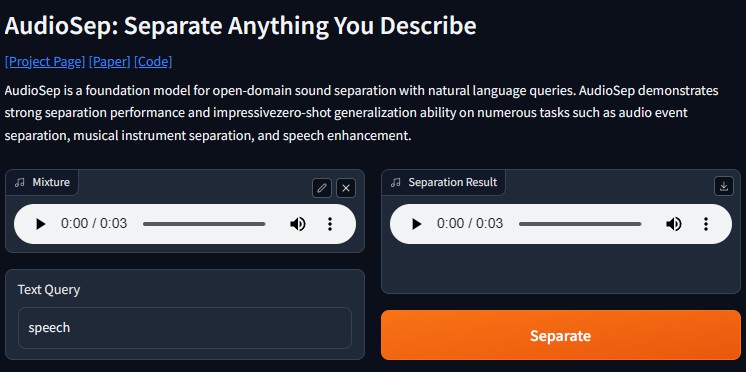 AudioSep: Separate Anything You Describe
[Project Page] [Paper] [Code]
AudioSep is a foundation model for open-domain sound separation with natural language queries. AudioSep demonstrates
strong separation performance and impressivezero-shot generalization ability on numerous tasks such as audio event
separation, musical instrument separation, and speech enhancement.
Mixture
0:00 / 0:03
Separation Result
0:00 / 0:03
Text Query
speech
Separate